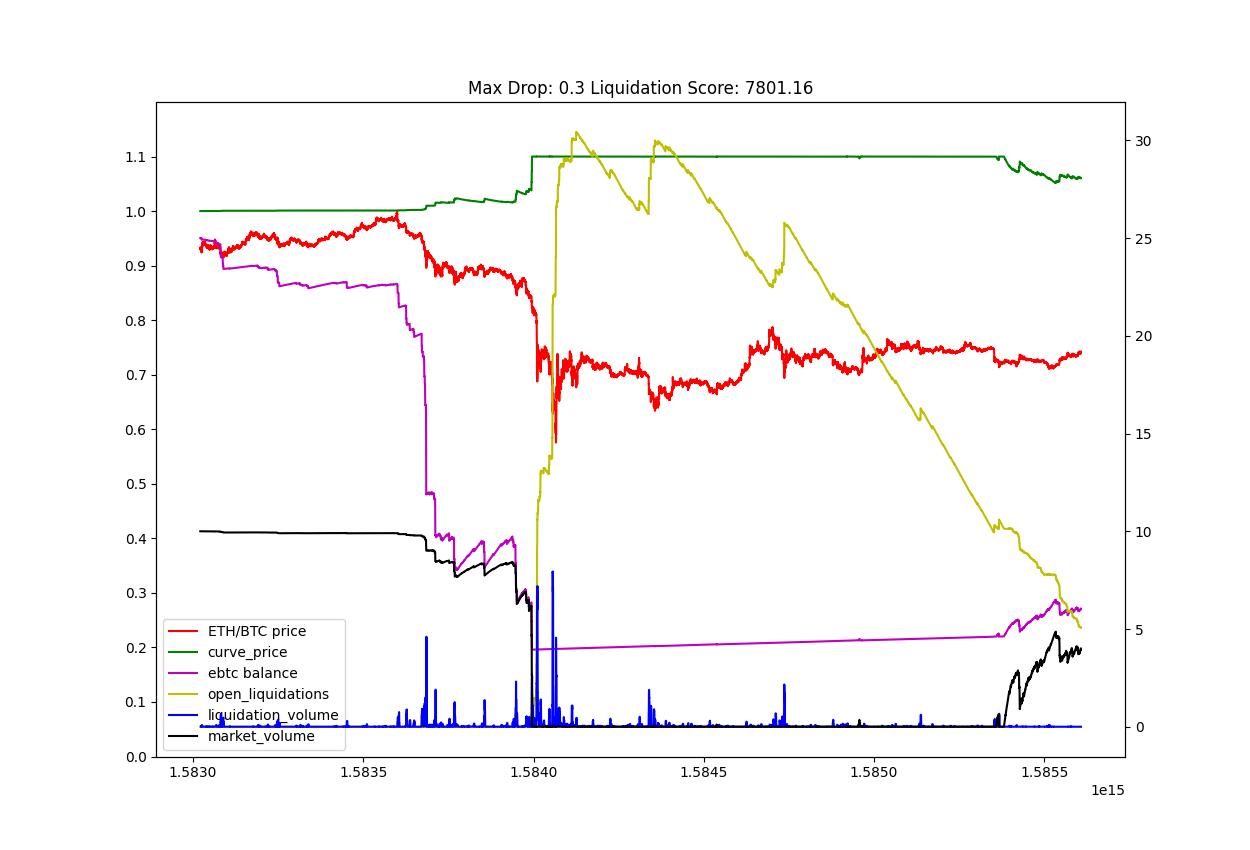 Max Drop: 0.3 Liquidation Score: 7801.16
1.1
1.0
0.9
0.8
0.7
0.6
0.5
0.4
0.3
0.2
0.1
0.0
30
25
20
15
10
5
0
ETH/BTC price
curve_price
ebtc balance
open_liquidations
liquidation_volume
market_volume
1.5830 1.5835 1.5840 1.5845 1.5850 1.5855
1e15